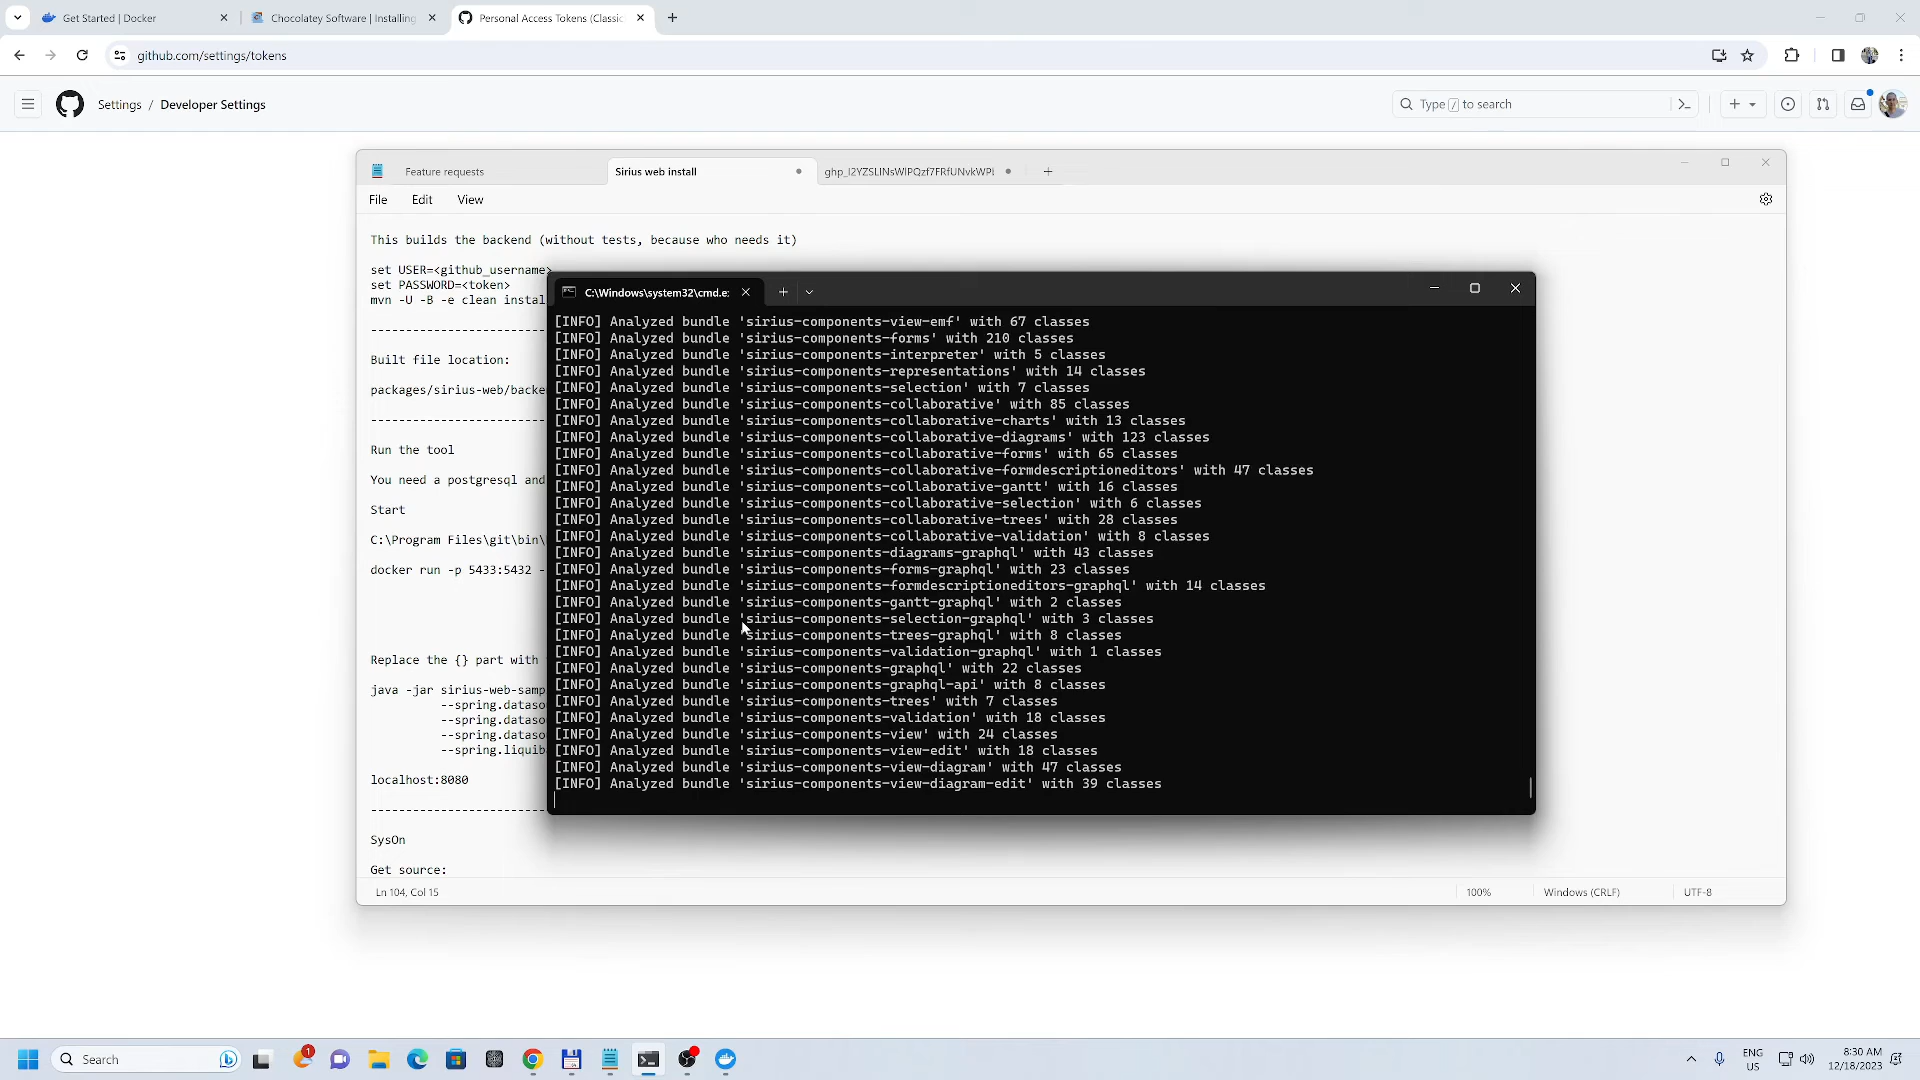 Get Started | Docker
Chocolatey Software | Installing
Personal Access Tokens (Classic
github.com/settings/tokens
Settings / Developer Settings
Type / to search
Feature requests
Sirius web install
File Edit View
This builds the backend (without tests, because who needs it)
set USER=<github_username>
set PASSWORD=<token>
mvn -U -B -e clean instal
Built file location:
packages/sirius-web/backe
Run the tool
You need a postgresql and
Start
C:\Program Files\git\bin\
docker run -p 5433:5432 -
Replace the {} part with
java -jar sirius-web-samp
--spring.dataso
--spring.dataso
--spring.dataso
--spring.liquib
localhost:8080
SysOn
Get source:
Ln 104, Col 15
100%
Windows (CRLF)
UTF-8
C:\Windows\system32\cmd.e:
[INFO] Analyzed bundle 'sirius-components-view-emf' with 67 classes
[INFO] Analyzed bundle 'sirius-components-forms' with 210 classes
[INFO] Analyzed bundle 'sirius-components-interpreter' with 5 classes
[INFO] Analyzed bundle 'sirius-components-representations' with 14 classes
[INFO] Analyzed bundle 'sirius-components-selection' with 7 classes
[INFO] Analyzed bundle 'sirius-components-collaborative' with 85 classes
[INFO] Analyzed bundle 'sirius-components-collaborative-charts' with 13 classes
[INFO] Analyzed bundle 'sirius-components-collaborative-diagrams' with 123 classes
[INFO] Analyzed bundle 'sirius-components-collaborative-forms' with 65 classes
[INFO] Analyzed bundle 'sirius-components-collaborative-formdescriptioneditors' with 47 classes
[INFO] Analyzed bundle 'sirius-components-collaborative-gantt' with 16 classes
[INFO] Analyzed bundle 'sirius-components-collaborative-selection' with 6 classes
[INFO] Analyzed bundle 'sirius-components-collaborative-trees' with 28 classes
[INFO] Analyzed bundle 'sirius-components-collaborative-validation' with 8 classes
[INFO] Analyzed bundle 'sirius-components-diagrams-graphql' with 43 classes
[INFO] Analyzed bundle 'sirius-components-forms-graphql' with 23 classes
[INFO] Analyzed bundle 'sirius-components-formdescriptioneditors-graphql' with 14 classes
[INFO] Analyzed bundle 'sirius-components-gantt-graphql' with 2 classes
[INFO] Analyzed bundle 'sirius-components-selection-graphql' with 3 classes
[INFO] Analyzed bundle 'sirius-components-trees-graphql' with 8 classes
[INFO] Analyzed bundle 'sirius-components-validation-graphql' with 1 classes
[INFO] Analyzed bundle 'sirius-components-graphql' with 22 classes
[INFO] Analyzed bundle 'sirius-components-graphql-api' with 8 classes
[INFO] Analyzed bundle 'sirius-components-trees' with 7 classes
[INFO] Analyzed bundle 'sirius-components-validation' with 18 classes
[INFO] Analyzed bundle 'sirius-components-view' with 24 classes
[INFO] Analyzed bundle 'sirius-components-view-edit' with 18 classes
[INFO] Analyzed bundle 'sirius-components-view-diagram' with 47 classes
[INFO] Analyzed bundle 'sirius-components-view-diagram-edit' with 39 classes
Search
1
ENG
US
8:30 AM
12/18/2023